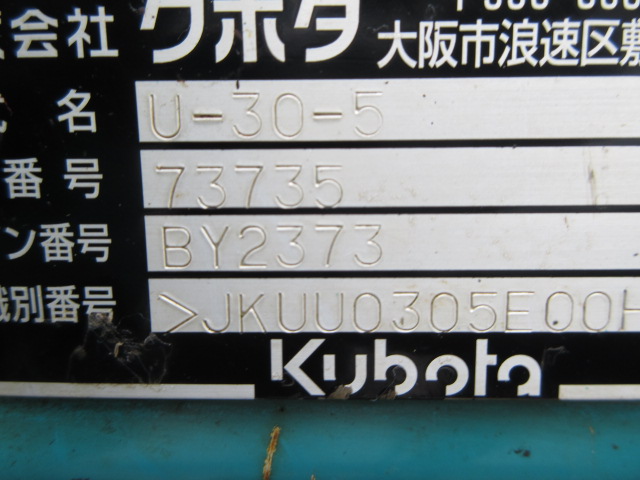 会社 クボタ 大阪市浪速区敷
名 U-30-5
番号 73735
ン番号 BY2373
別番号 >JKUU0305E00H
Kubota